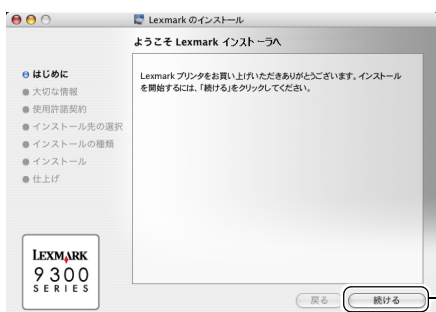 Lexmark のインストール
ようこそ Lexmark インストーラへ
はじめに
大切な情報
使用許諾契約
インストール先の選択
インストールの種類
インストール
仕上げ
Lexmark プリンタをお買い上げいただきありがとうございます。インストール
を開始するには、「続ける」をクリックしてください。
LEXMARK
9300
SERIES
戻る
続ける